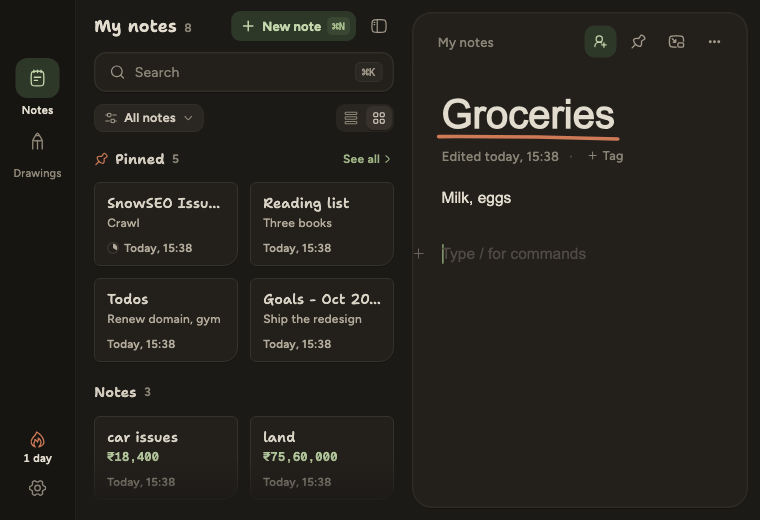 My notes 8
+ New note ⌘N
Notes
Drawings
1 day
Search ⌘K
All notes
Pinned 5
See all >
SnowSEO Issu...
Crawl
Today, 15:38
Reading list
Three books
Today, 15:38
Todos
Renew domain, gym
Today, 15:38
Goals - Oct 20...
Ship the redesign
Today, 15:38
Notes 3
car issues
₹18,400
Today, 15:38
land
₹75,60,000
Today, 15:38
My notes
Groceries
Edited today, 15:38 · + Tag
Milk, eggs
Type / for commands